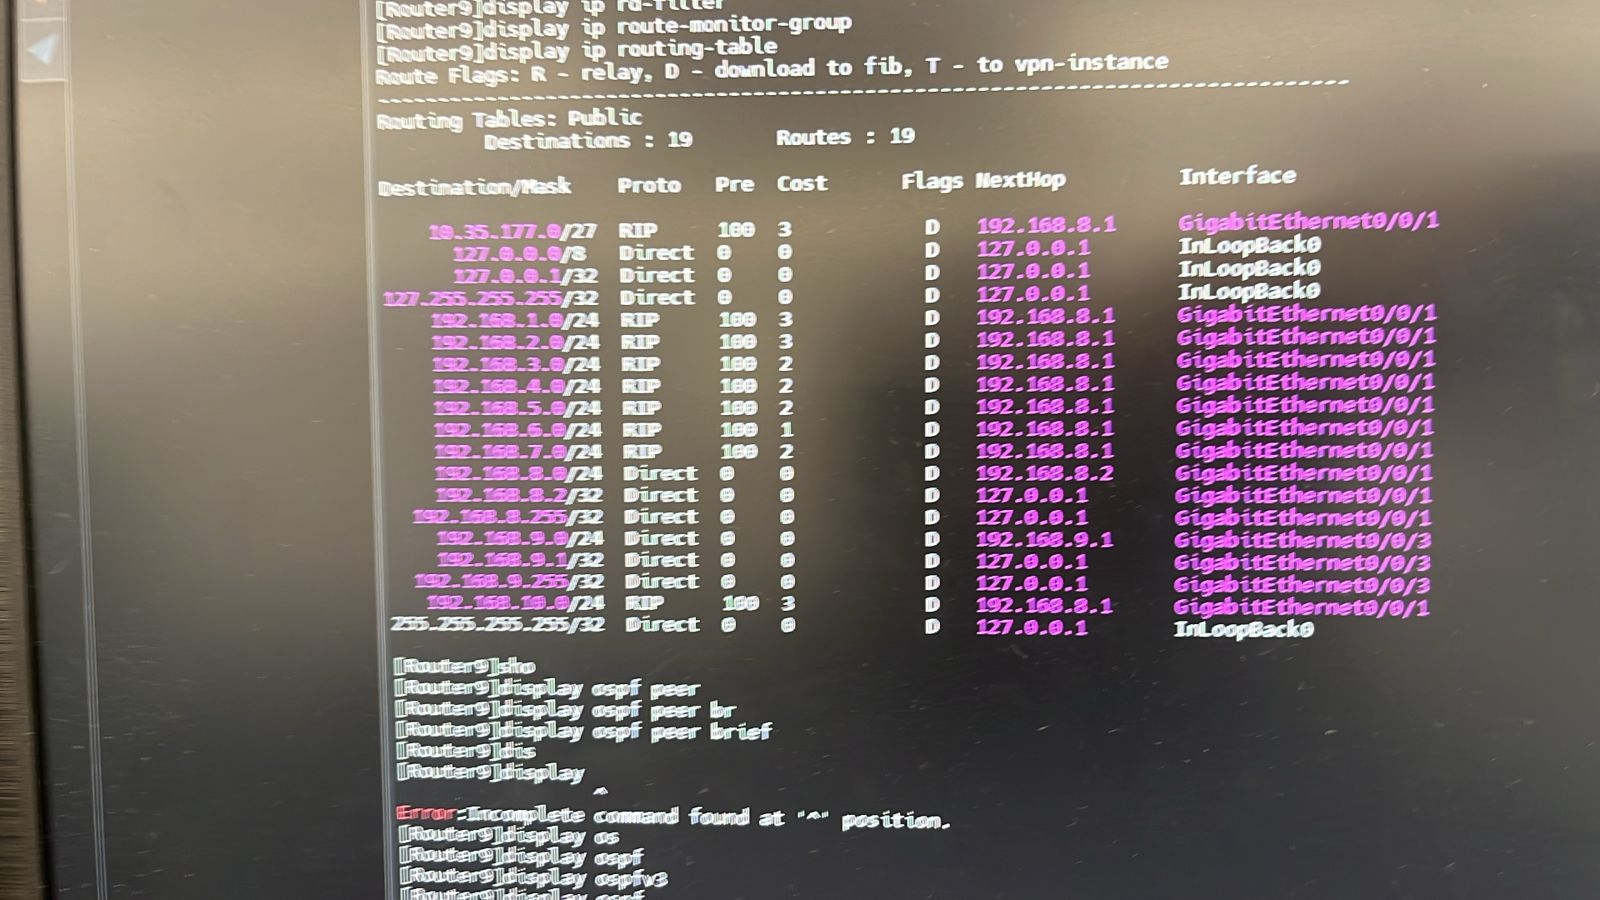 [Router9]display ip rd-filter
[Router9]display ip route-monitor-group
[Router9]display ip routing-table
Route Flags: R - relay, D - download to fib, T - to vpn-instance
------------------------------------------------------------------------------
Routing Tables: Public
Destinations : 19 Routes : 19
Destination/Mask Proto Pre Cost Flags NextHop Interface
10.35.177.0/27 RIP 100 3 D 192.168.8.1 GigabitEthernet0/0/1
127.0.0.0/8 Direct 0 0 D 127.0.0.1 InLoopBack0
127.0.0.1/32 Direct 0 0 D 127.0.0.1 InLoopBack0
127.255.255.255/32 Direct 0 0 D 127.0.0.1 InLoopBack0
192.168.1.0/24 RIP 100 3 D 192.168.8.1 GigabitEthernet0/0/1
192.168.2.0/24 RIP 100 3 D 192.168.8.1 GigabitEthernet0/0/1
192.168.3.0/24 RIP 100 2 D 192.168.8.1 GigabitEthernet0/0/1
192.168.4.0/24 RIP 100 2 D 192.168.8.1 GigabitEthernet0/0/1
192.168.5.0/24 RIP 100 2 D 192.168.8.1 GigabitEthernet0/0/1
192.168.6.0/24 RIP 100 1 D 192.168.8.1 GigabitEthernet0/0/1
192.168.7.0/24 RIP 100 2 D 192.168.8.1 GigabitEthernet0/0/1
192.168.8.0/24 Direct 0 0 D 192.168.8.2 GigabitEthernet0/0/1
192.168.8.2/32 Direct 0 0 D 127.0.0.1 GigabitEthernet0/0/1
192.168.8.255/32 Direct 0 0 D 127.0.0.1 GigabitEthernet0/0/1
192.168.9.0/24 Direct 0 0 D 192.168.9.1 GigabitEthernet0/0/3
192.168.9.1/32 Direct 0 0 D 127.0.0.1 GigabitEthernet0/0/3
192.168.9.255/32 Direct 0 0 D 127.0.0.1 GigabitEthernet0/0/3
192.168.10.0/24 RIP 100 3 D 192.168.8.1 GigabitEthernet0/0/1
255.255.255.255/32 Direct 0 0 D 127.0.0.1 InLoopBack0
[Router9]sho
[Router9]display ospf peer
[Router9]display ospf peer br
[Router9]display ospf peer brief
[Router9]dis
[Router9]display
^
Error:Incomplete command found at "^" position.
[Router9]display os
[Router9]display ospf
[Router9]display ospfv3
[Router9]display ospf